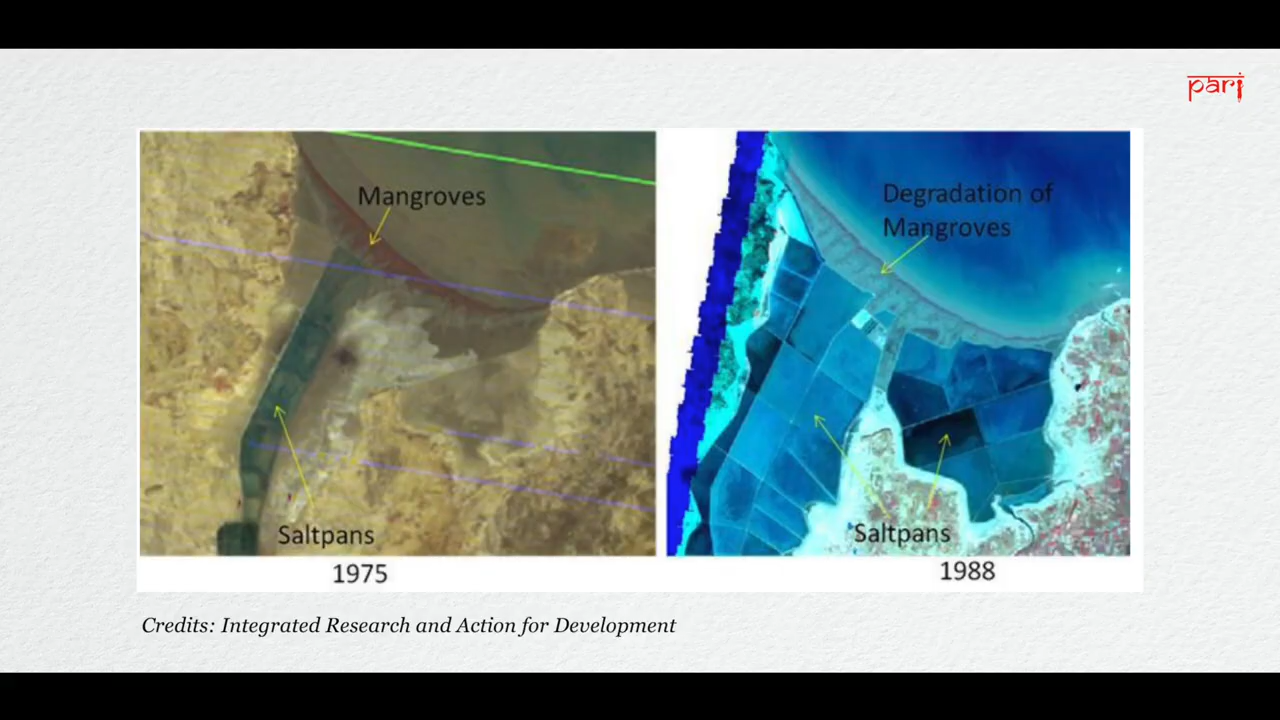 pari
Mangroves
Saltpans
1975
Degradation of
Mangroves
Saltpans
1988
Credits: Integrated Research and Action for Development